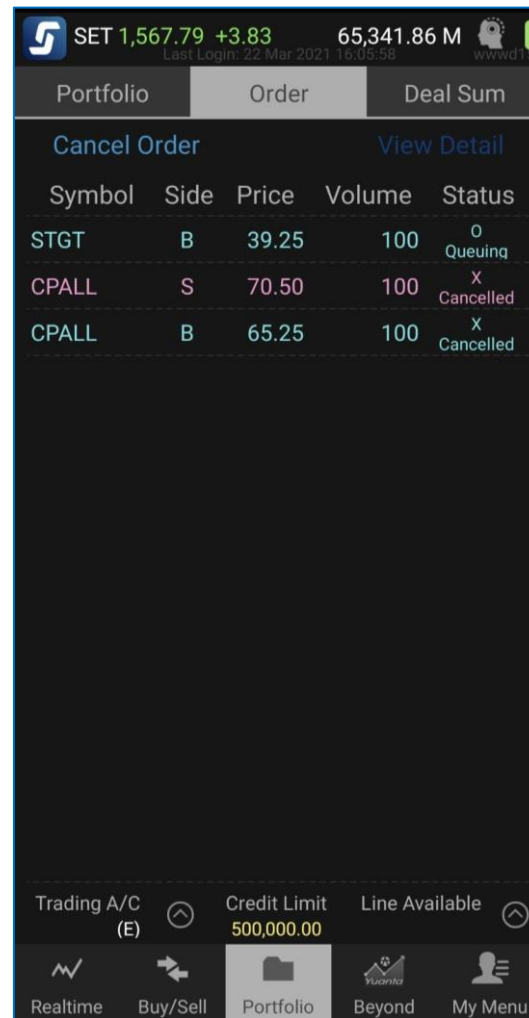 SET 1,567.79 +3.83 65,341.86 M
Last Login: 22 Mar 2021 16:05:58 wwwd1
Portfolio Order Deal Sum
Cancel Order View Detail
Symbol Side Price Volume Status
STGT B 39.25 100 O Queuing
CPALL S 70.50 100 X Cancelled
CPALL B 65.25 100 X Cancelled
Trading A/C Credit Limit Line Available
(E) 500,000.00
Yuanta
Realtime Buy/Sell Portfolio Beyond My Menu